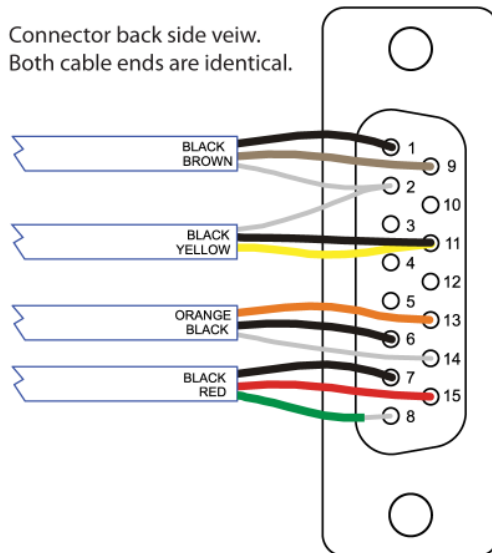 Connector back side veiw.
Both cable ends are identical.
BLACK
BROWN
BLACK
YELLOW
ORANGE
BLACK
BLACK
RED
1
9
2
10
3
11
4
12
5
13
6
14
7
15
8